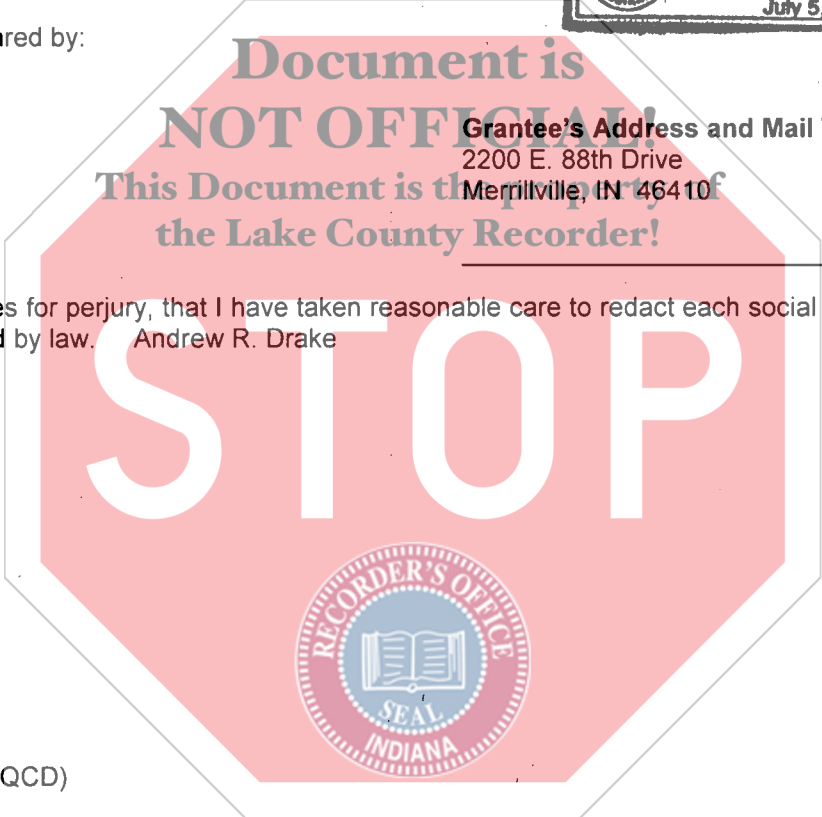 July 5,
red by:
Document is
NOT OFFICIAL!
Grantee's Address and Mail
2200 E. 88th Drive
This Document is the property of
Merrillville, IN 46410
the Lake County Recorder!
es for perjury, that I have taken reasonable care to redact each social
by law. Andrew R. Drake
STOP
RECORDER'S OFFICE
SEAL
INDIANA
QCD)